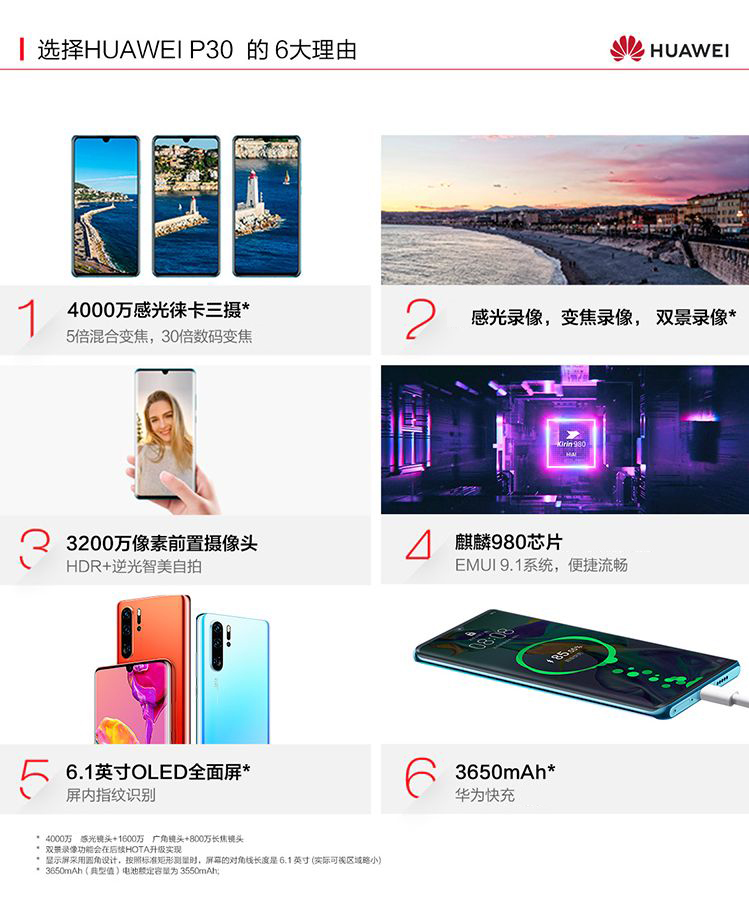 选择HUAWEI P30 的 6大理由
HUAWEI
1
4000万感光徕卡三摄*
5倍混合变焦，30倍数码变焦
2
感光录像，变焦录像， 双景录像*
3
3200万像素前置摄像头
HDR+逆光智美自拍
Kirin 980
HiAI
4
麒麟980芯片
EMUI 9.1系统，便捷流畅
5
6.1英寸OLED全面屏*
屏内指纹识别
08:08
85.00%
6
3650mAh*
华为快充
* 4000万 感光镜头+1600万 广角镜头+800万长焦镜头
* 双景录像功能会在后续HOTA升级实现
* 显示屏采用圆角设计，按照标准矩形测量时，屏幕的对角线长度是 6.1 英寸 (实际可视区域略小)
* 3650mAh（典型值）电池额定容量为 3550mAh;